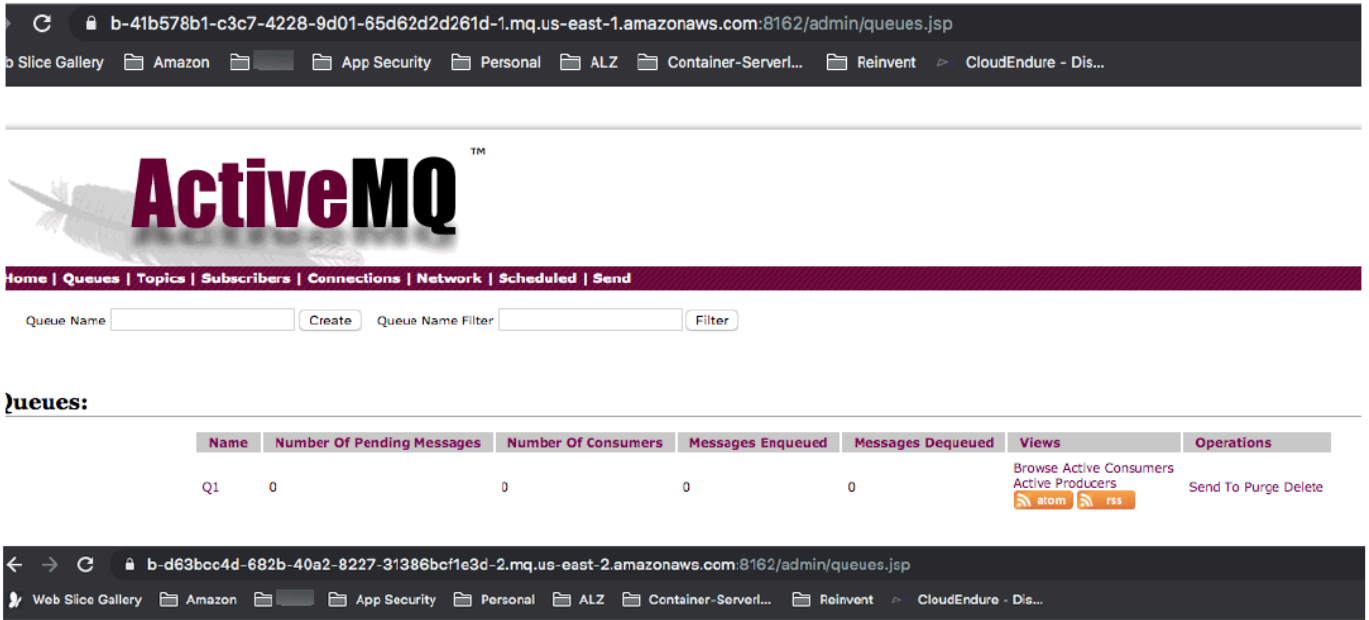 b-41b578b1-c3c7-4228-9d01-65d62d2d261d-1.mq.us-east-1.amazonaws.com:8162/admin/queues.jsp
b Slice Gallery Amazon App Security Personal ALZ Container-Serverl... Reinvent CloudEndure - Dis...
ActiveMQ™
Home | Queues | Topics | Subscribers | Connections | Network | Scheduled | Send
Queue Name Create Queue Name Filter Filter
Queues:
Name Number Of Pending Messages Number Of Consumers Messages Enqueued Messages Dequeued Views Operations
Q1 0 0 0 0 Browse Active Consumers
Active Producers
atom rss
Send To Purge Delete
b-d63bcc4d-682b-40a2-8227-31386bcf1e3d-2.mq.us-east-2.amazonaws.com:8162/admin/queues.jsp
Web Slice Gallery Amazon App Security Personal ALZ Container-Serverl... Reinvent CloudEndure - Dis...